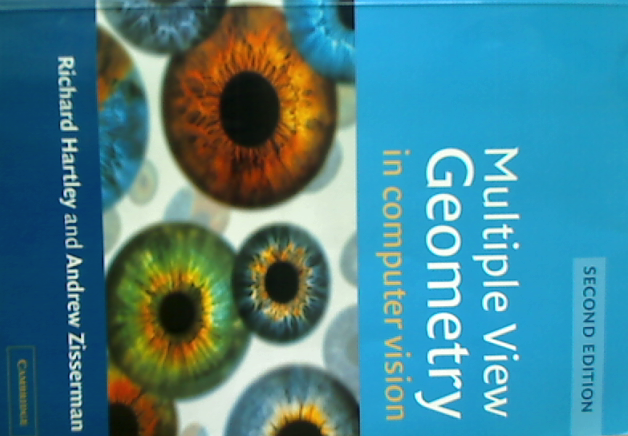 SECOND EDITION
Multiple View
Geometry
in computer vision
Richard Hartley and Andrew Zisserman
CAMBRIDGE